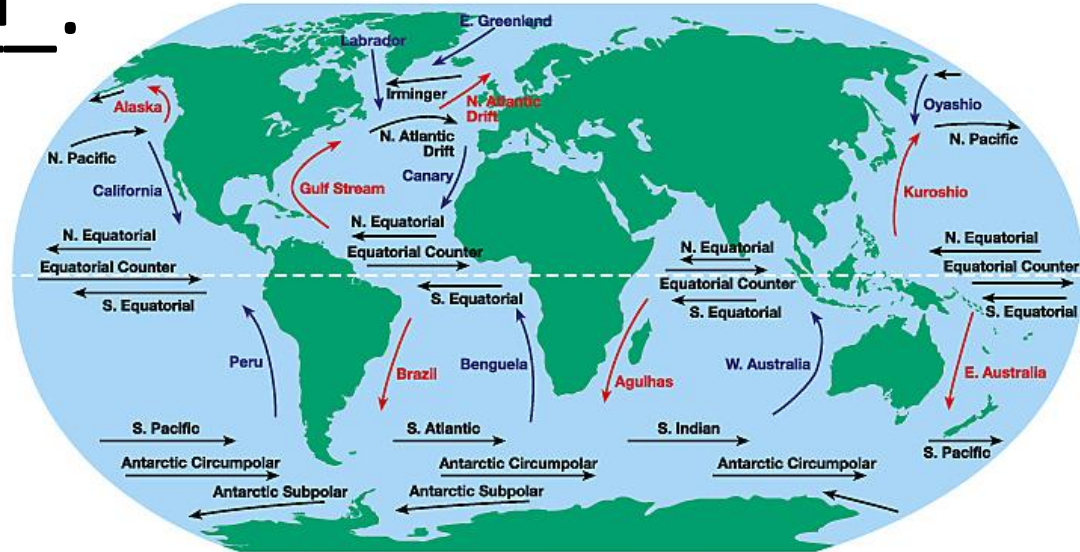 E. Greenland
Labrador
Irminger
Alaska
N. Atlantic
Drift
Oyashio
N. Atlantic
Drift
N. Pacific
N. Pacific
Canary
California
Gulf Stream
Kuroshio
N. Equatorial
N. Equatorial
N. Equatorial
N. Equatorial
Equatorial Counter
Equatorial Counter
Equatorial Counter
Equatorial Counter
S. Equatorial
S. Equatorial
S. Equatorial
S. Equatorial
Peru
Brazil
Benguela
Agulhas
W. Australia
E. Australia
S. Pacific
S. Atlantic
S. Indian
S. Pacific
Antarctic Circumpolar
Antarctic Circumpolar
Antarctic Circumpolar
Antarctic Subpolar
Antarctic Subpolar